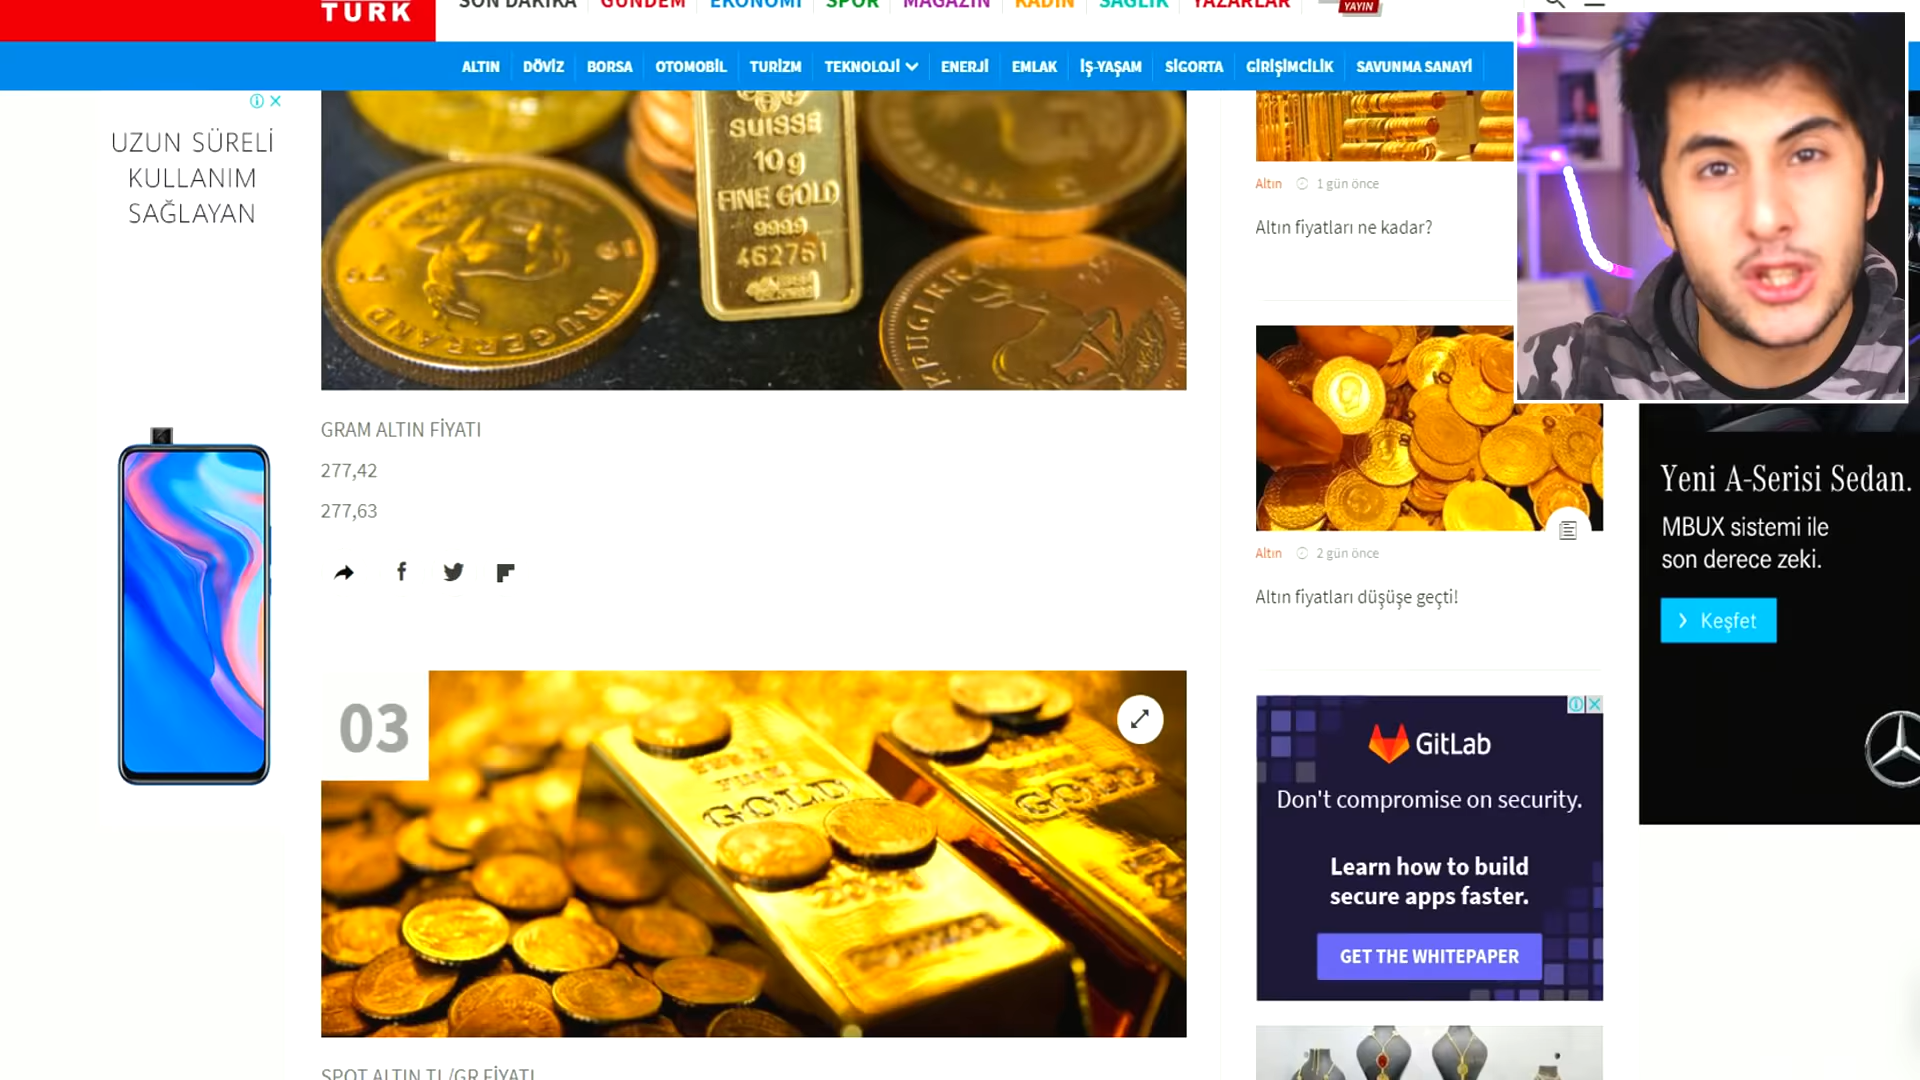 TURK
SON DAKİKA GÜNDEM EKONOMİ SPOR MAGAZİN KADIN SAĞLIK YAZARLAR YAYIN
ALTIN DÖVİZ BORSA OTOMOBİL TURİZM TEKNOLOJİ ENERJİ EMLAK İŞ-YAŞAM SİGORTA GİRİŞİMCİLİK SAVUNMA SANAYİ
UZUN SÜRELİ
KULLANIM
SAĞLAYAN
SUISSE
10g
FINE GOLD
999.9
462761
KRUGERRAND
GRAM ALTIN FİYATI
277,42
277,63
03
GOLD
GOLD
SPOT ALTIN TL/GR FİYATI
Altın 1 gün önce
Altın fiyatları ne kadar?
Altın 2 gün önce
Altın fiyatları düşüşe geçti!
GitLab
Don't compromise on security.
Learn how to build
secure apps faster.
GET THE WHITEPAPER
Yeni A-Serisi Sedan.
MBUX sistemi ile
son derece zeki.
Keşfet